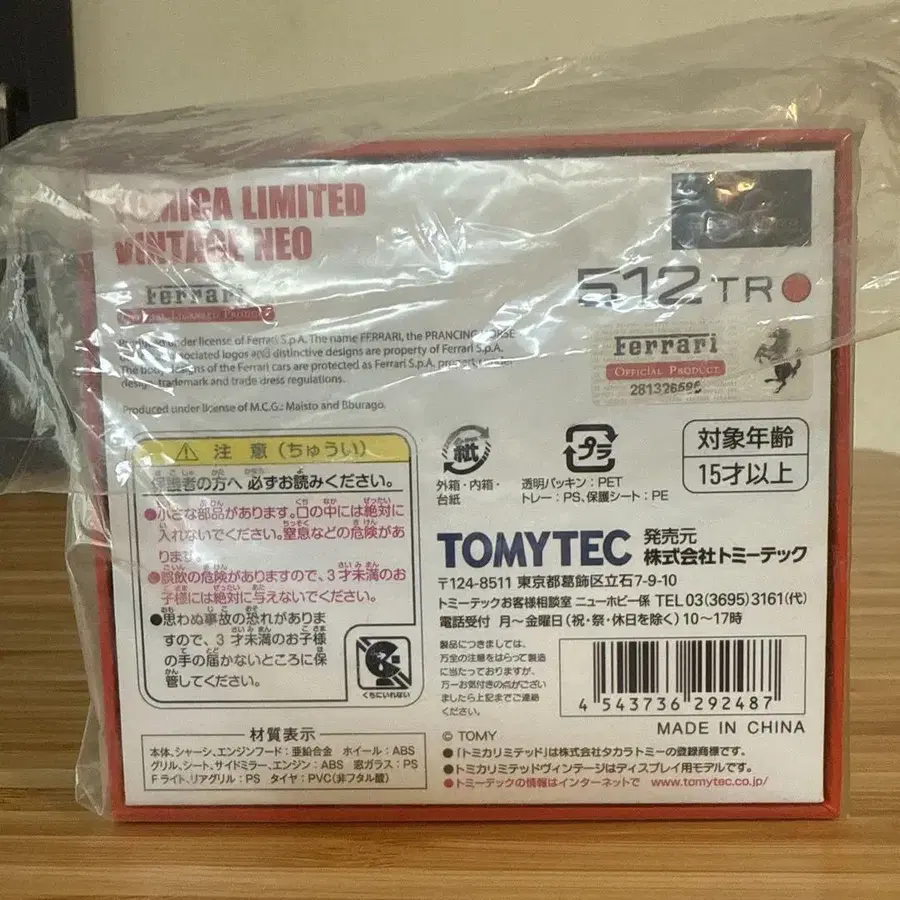 TOMICA LIMITED
VINTAGE NEO
512 TR
Ferrari
OFFICIAL LICENSED PRODUCT
Ferrari
OFFICIAL PRODUCT
281326595
Produced under license of Ferrari S.p.A. The name FERRARI, the PRANCING HORSE
associated logos and distinctive designs are property of Ferrari S.p.A.
The body designs of the Ferrari cars are protected as Ferrari S.p.A. property under
design, trademark and trade dress regulations.
Produced under license of M.C.G.: Maisto and Bburago.
注 意 (ちゅうい)
保護者の方へ 必ずお読みください。
●小さな部品があります。口の中には絶対に
入れないでください。窒息などの危険があ
ります。
●誤飲の危険がありますので、3才未満のお
子様には絶対に与えないでください。
●思わぬ事故の恐れがありま
すので、3才未満のお子様
の手の届かないところに保
管してください。
くちにいれない
紙
外箱・内箱・
台紙
プラ
透明パッキン:PET
トレー:PS、保護シート:PE
対象年齢
15才以上
TOMYTEC
発売元
株式会社トミーテック
〒124-8511 東京都葛飾区立石7-9-10
トミーテックお客様相談室 ニューホビー係 TEL 03(3695)3161(代)
電話受付 月~金曜日(祝・祭・休日を除く)10~17時
製品につきましては、
万全の注意をはらって製造
に当たっておりますが、
万一お気付きの点がござい
ましたら上記までご連絡
ください。
4 543736 292487
MADE IN CHINA
材質表示
本体、シャーシ、エンジンフード:亜鉛合金 ホイール:ABS
グリル、シート、サイドミラー、エンジン:ABS 窓ガラス:PS
Fライト、リアグリル:PS タイヤ:PVC(非フタル酸)
© TOMY
●「トミカリミテッド」は株式会社タカラトミーの登録商標です。
●トミカリミテッドヴィンテージはディスプレイ用モデルです。
●トミーテックの情報はインターネットで www.tomytec.co.jp/